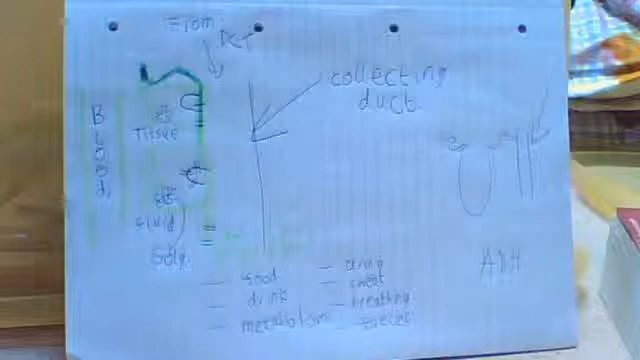 From
DCT
collecting
duct
Blood
Tissue
fluid
ADH
— food
— drink
— metabolism
— urine
— sweat
— breathing
— faeces